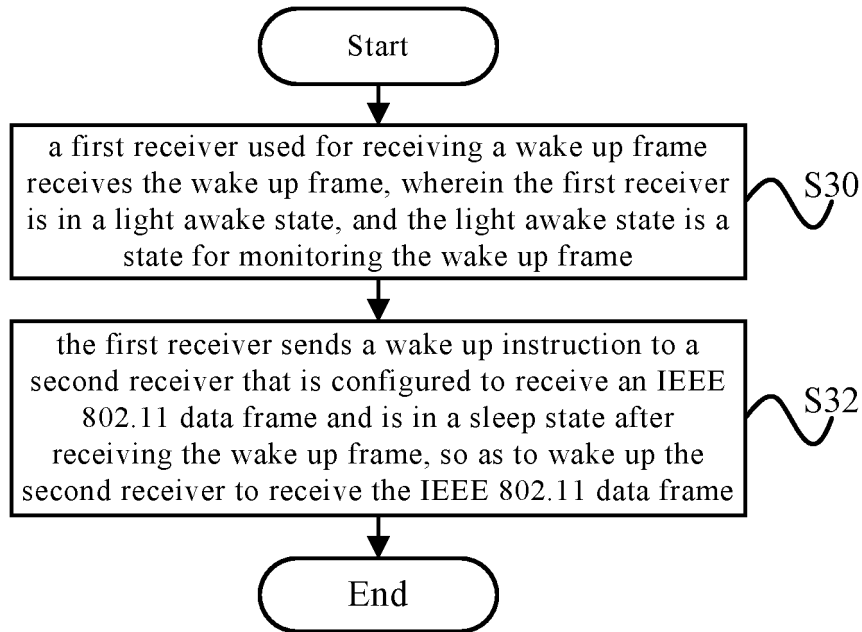 Start
a first receiver used for receiving a wake up frame
receives the wake up frame, wherein the first receiver
is in a light awake state, and the light awake state is a
state for monitoring the wake up frame
S30
the first receiver sends a wake up instruction to a
second receiver that is configured to receive an IEEE
802.11 data frame and is in a sleep state after
receiving the wake up frame, so as to wake up the
second receiver to receive the IEEE 802.11 data frame
S32
End